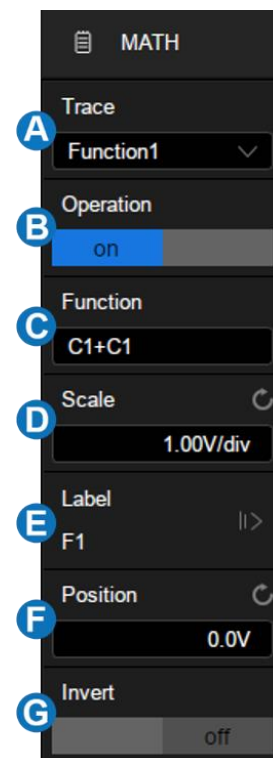 MATH
Trace
A
Function1
Operation
B
on
Function
C
C1+C1
Scale
D
1.00V/div
Label
E
F1
Position
F
0.0V
Invert
G
off